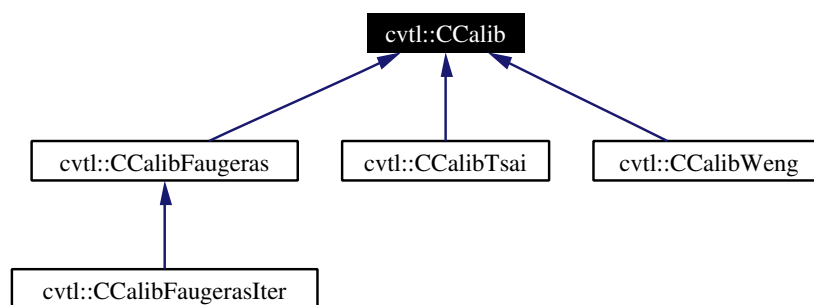 cvtl::CCalib
cvtl::CCalibFaugeras
cvtl::CCalibTsai
cvtl::CCalibWeng
cvtl::CCalibFaugerasIter